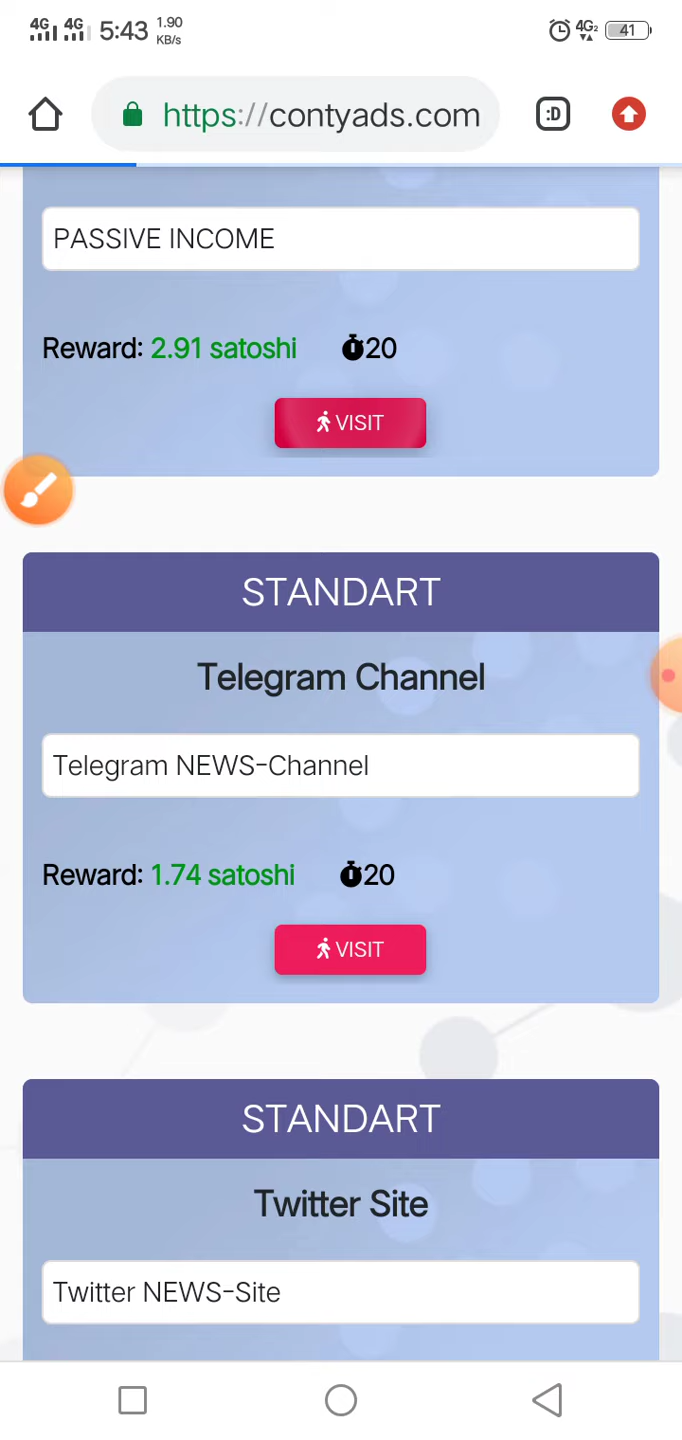 4G 4G 5:43 1.90 KB/s 4G2 41
https://contyads.com :D
PASSIVE INCOME
Reward: 2.91 satoshi 20
VISIT
STANDART
Telegram Channel
Telegram NEWS-Channel
Reward: 1.74 satoshi 20
VISIT
STANDART
Twitter Site
Twitter NEWS-Site